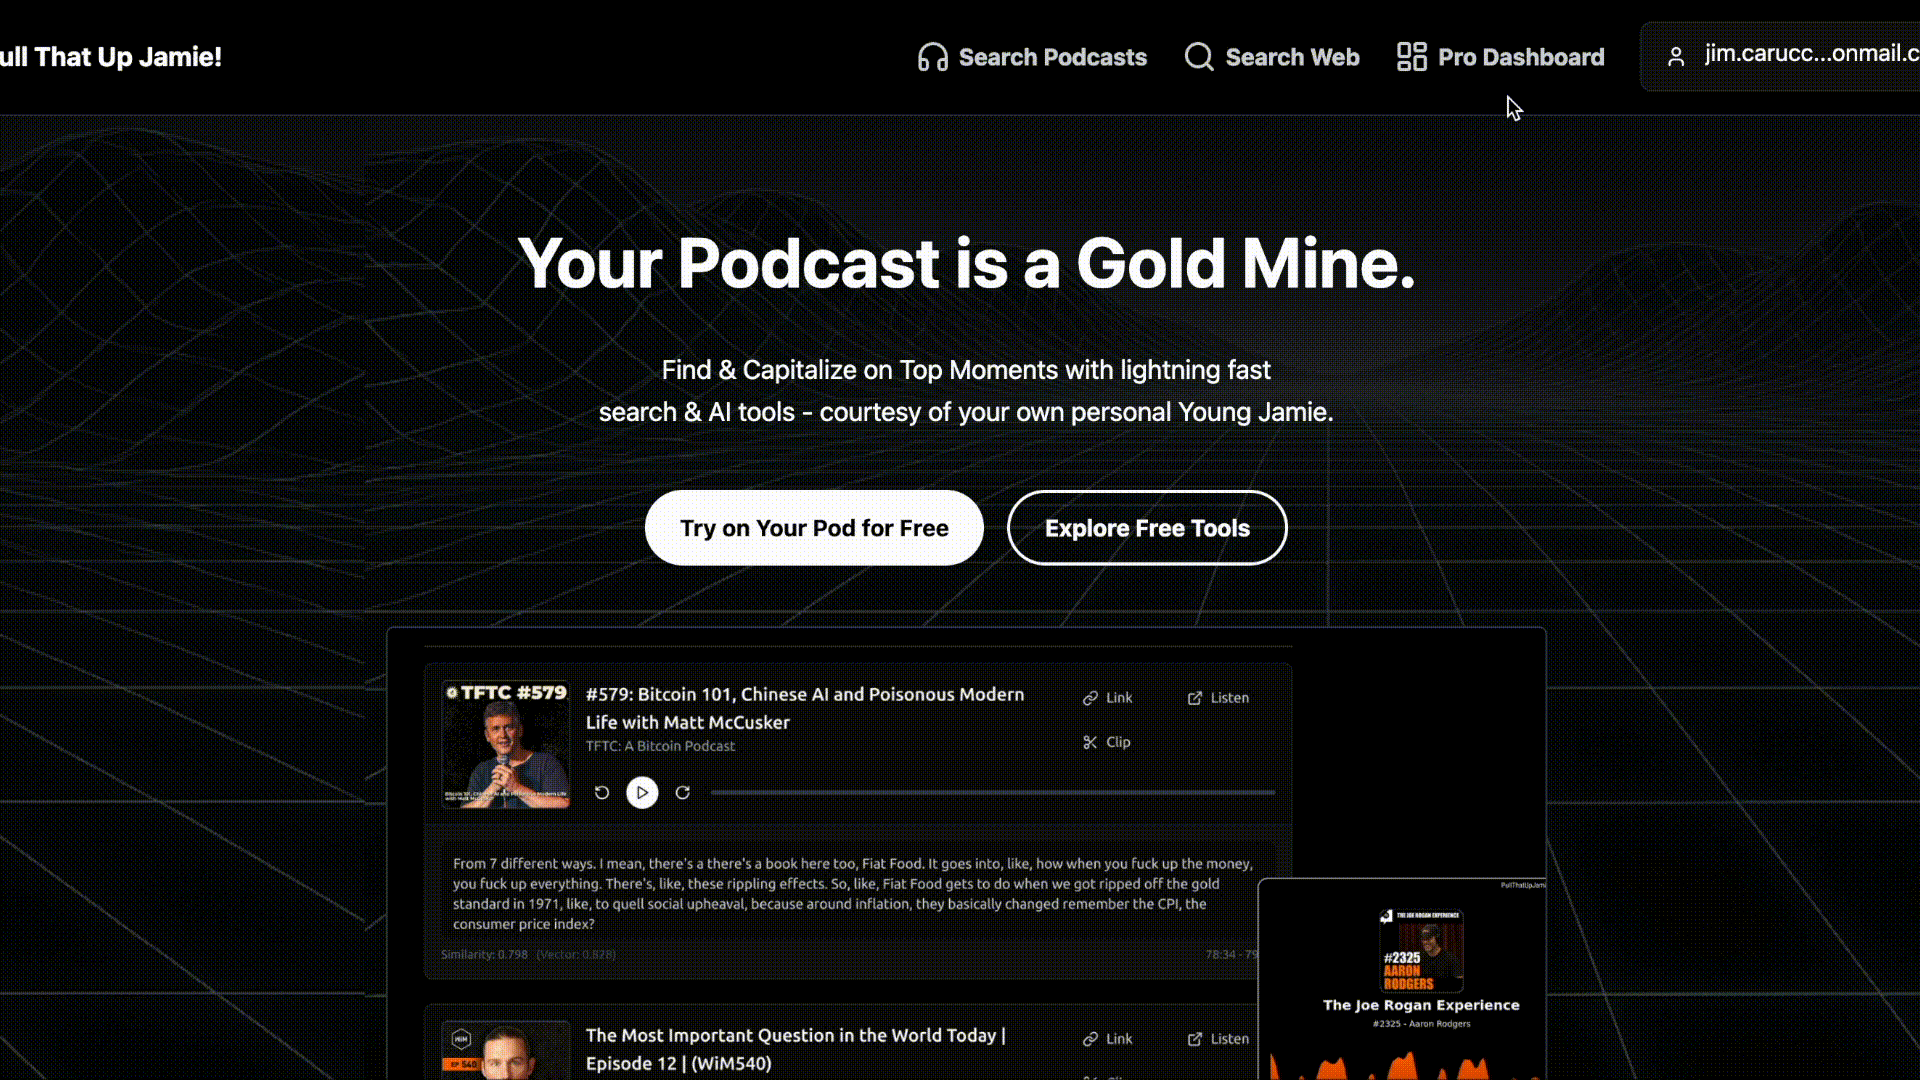 ull That Up Jamie!
Search Podcasts
Search Web
Pro Dashboard
jim.carucc...onmail.c
Your Podcast is a Gold Mine.
Find & Capitalize on Top Moments with lightning fast
search & AI tools - courtesy of your own personal Young Jamie.
Try on Your Pod for Free
Explore Free Tools
TFTC #579
#579: Bitcoin 101, Chinese AI and Poisonous Modern
Life with Matt McCusker
TFTC: A Bitcoin Podcast
Link
Listen
Clip
From 7 different ways. I mean, there's a there's a book here too, Fiat Food. It goes into, like, how when you fuck up the money,
you fuck up everything. There's, like, these rippling effects. So, like, Fiat Food gets to do when we got ripped off the gold
standard in 1971, like, to quell social upheaval, because around inflation, they basically changed remember the CPI, the
consumer price index?
Similarity: 0.798 (Vector: 0.828)
78:34 - 79
PullThatUpJam
THE JOE ROGAN EXPERIENCE
#2325
AARON
RODGERS
The Joe Rogan Experience
#2325 - Aaron Rodgers
WiM
EP 540
The Most Important Question in the World Today |
Episode 12 | (WiM540)
Link
Listen